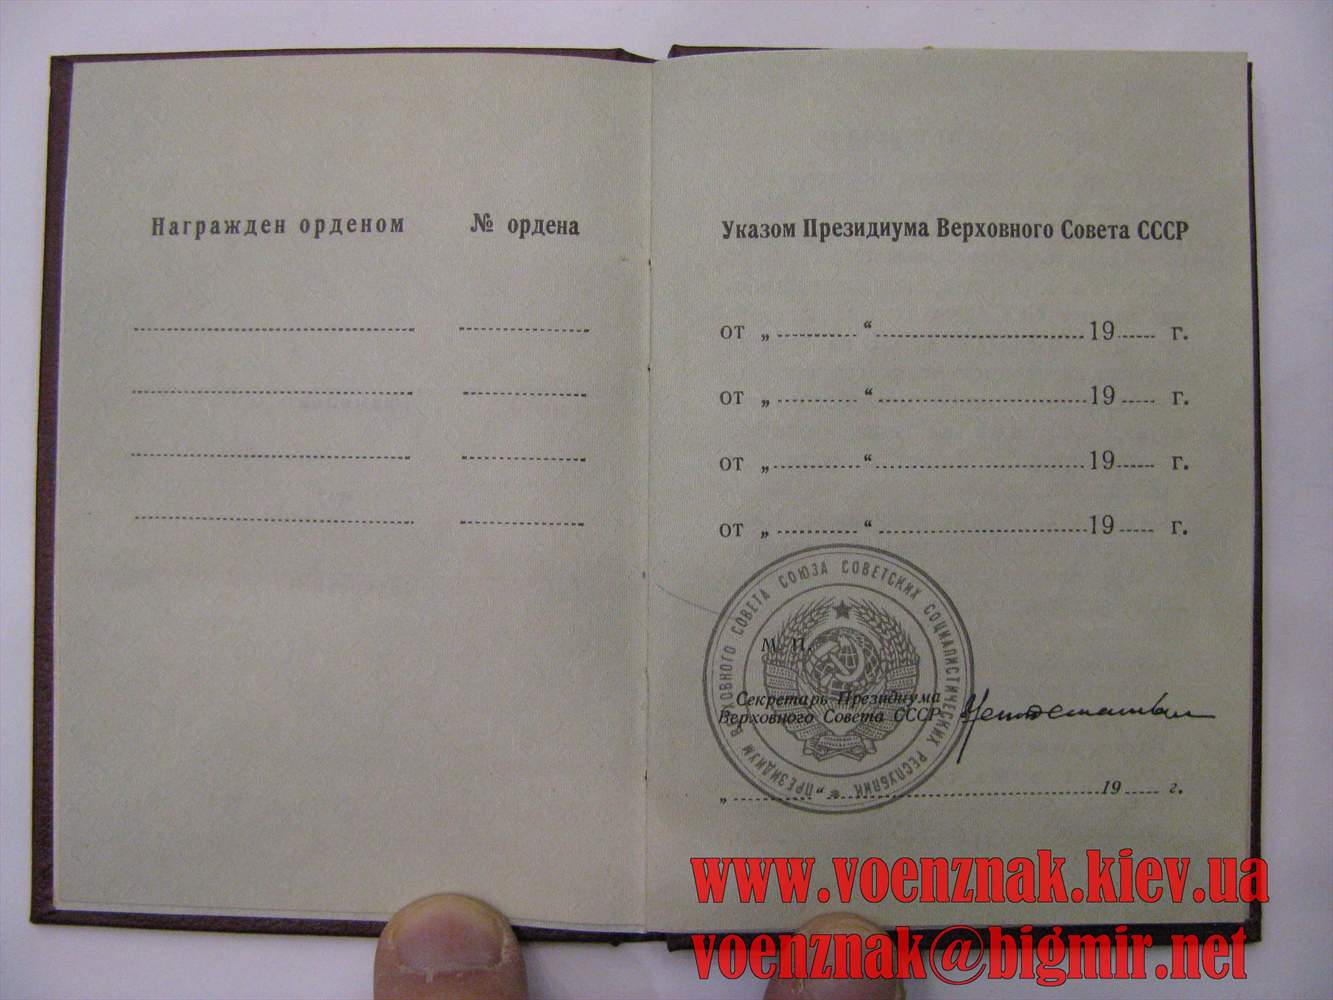 Награжден орденом № ордена
Указом Президиума Верховного Совета СССР
от „ “ 19 г.
от „ “ 19 г.
от „ “ 19 г.
от „ “ 19 г.
ПРЕЗИДИУМ ВЕРХОВНОГО СОВЕТА СОЮЗА СОВЕТСКИХ СОЦИАЛИСТИЧЕСКИХ РЕСПУБЛИК
М. П.
Секретарь Президиума
Верховного Совета СССР
„ “ 19 г.
www.voenznak.kiev.ua
voenznak@bigmir.net